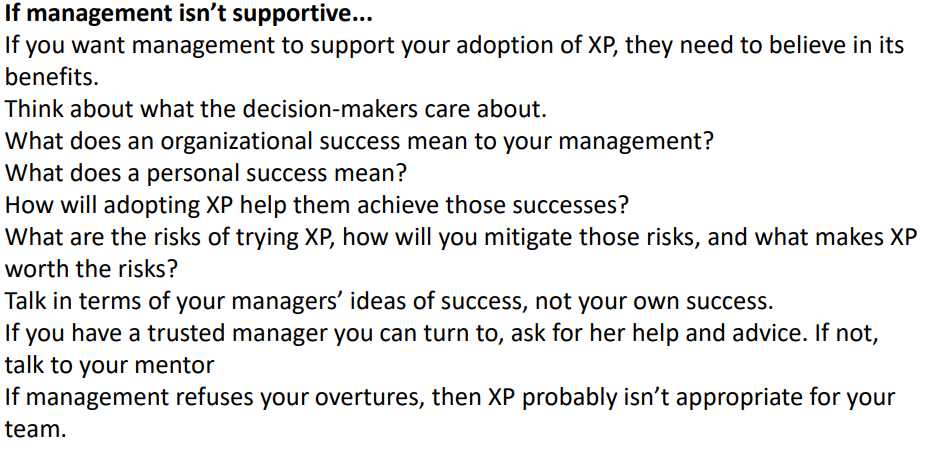 If management isn’t supportive...
If you want management to support your adoption of XP, they need to believe in its
benefits.
Think about what the decision-makers care about.
What does an organizational success mean to your management?
What does a personal success mean?
How will adopting XP help them achieve those successes?
What are the risks of trying XP, how will you mitigate those risks, and what makes XP
worth the risks?
Talk in terms of your managers’ ideas of success, not your own success.
If you have a trusted manager you can turn to, ask for her help and advice. If not,
talk to your mentor
If management refuses your overtures, then XP probably isn’t appropriate for your
team.